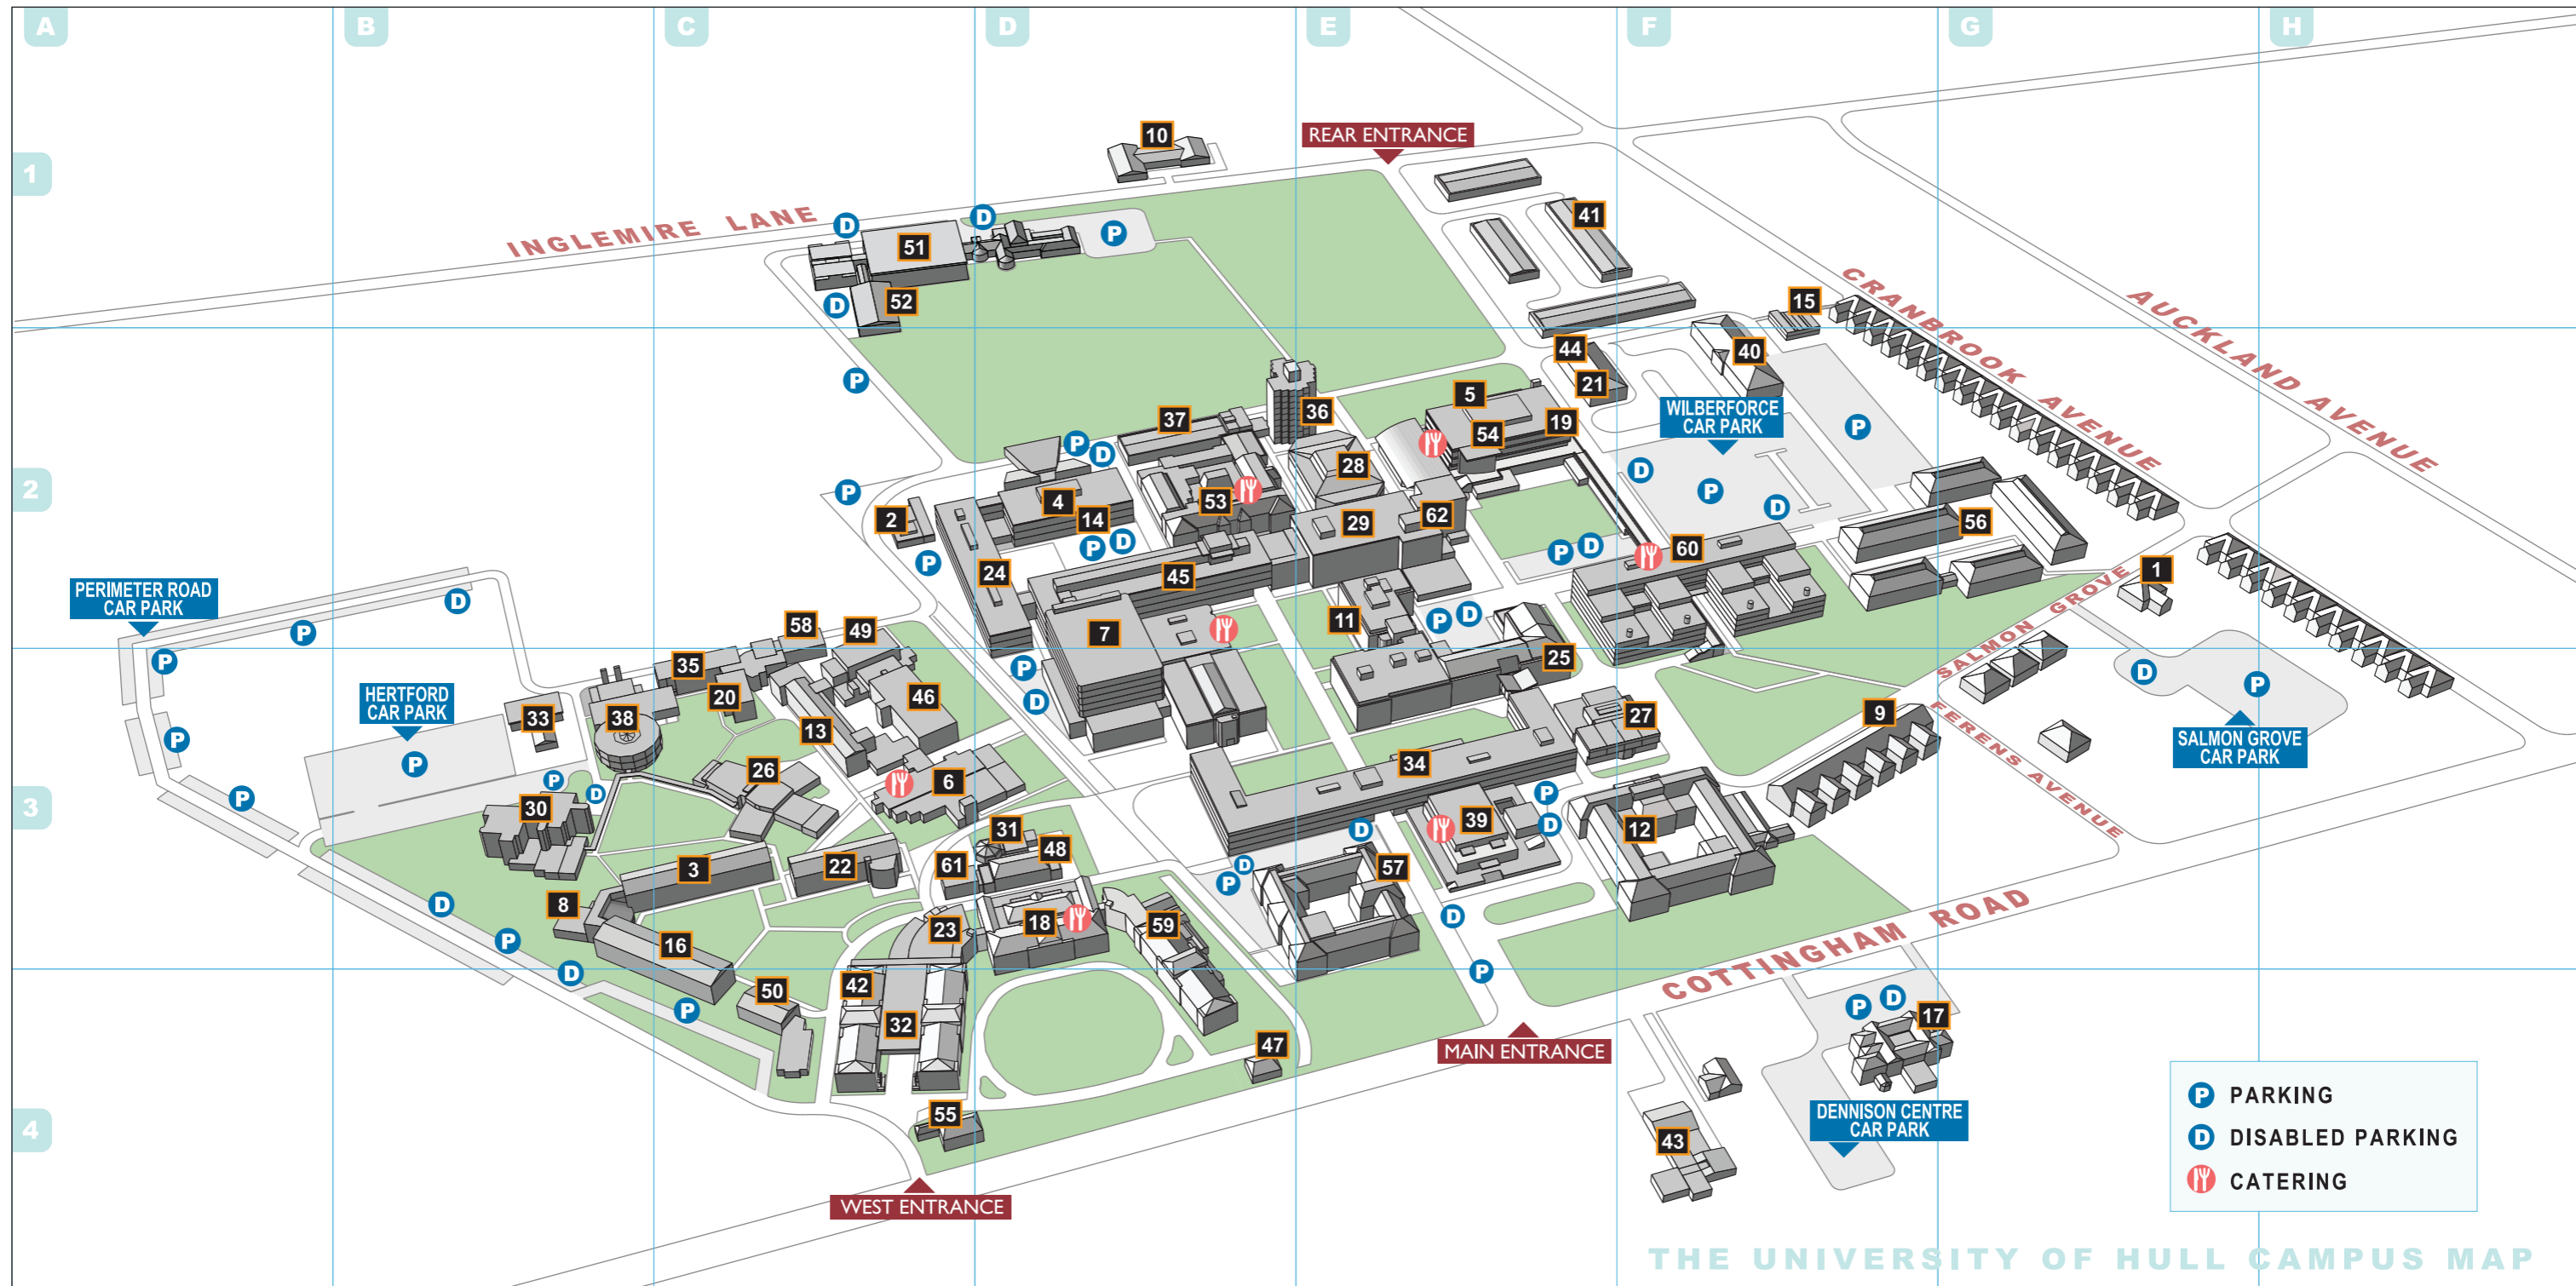 A
B
C
D
E
F
G
H
1
2
3
4
10
REAR ENTRANCE
INGLEMIRE LANE
D
D
P
51
52
D
41
15
CRANBROOK AVENUE
AUCKLAND AVENUE
44
21
40
WILBERFORCE
CAR PARK
P
P
D
P
D
P
37
36
5
54
19
P
D
28
53
4
14
P
D
29
62
P
2
P
24
45
11
P
D
P
D
60
56
1
SALMON GROVE
PERIMETER ROAD
CAR PARK
D
P
P
P
P
HERTFORD
CAR PARK
P
58
49
7
25
35
20
46
P
D
33
38
13
27
9
FERENS AVENUE
D
P
SALMON GROVE
CAR PARK
26
6
34
P
D
30
P
D
31
48
61
39
D
12
3
22
57
D
P
8
D
P
D
16
23
18
59
D
P
COTTINGHAM ROAD
50
P
42
32
47
MAIN ENTRANCE
P
D
17
DENNISON CENTRE
CAR PARK
43
55
WEST ENTRANCE
P PARKING
D DISABLED PARKING
CATERING
THE UNIVERSITY OF HULL CAMPUS MAP